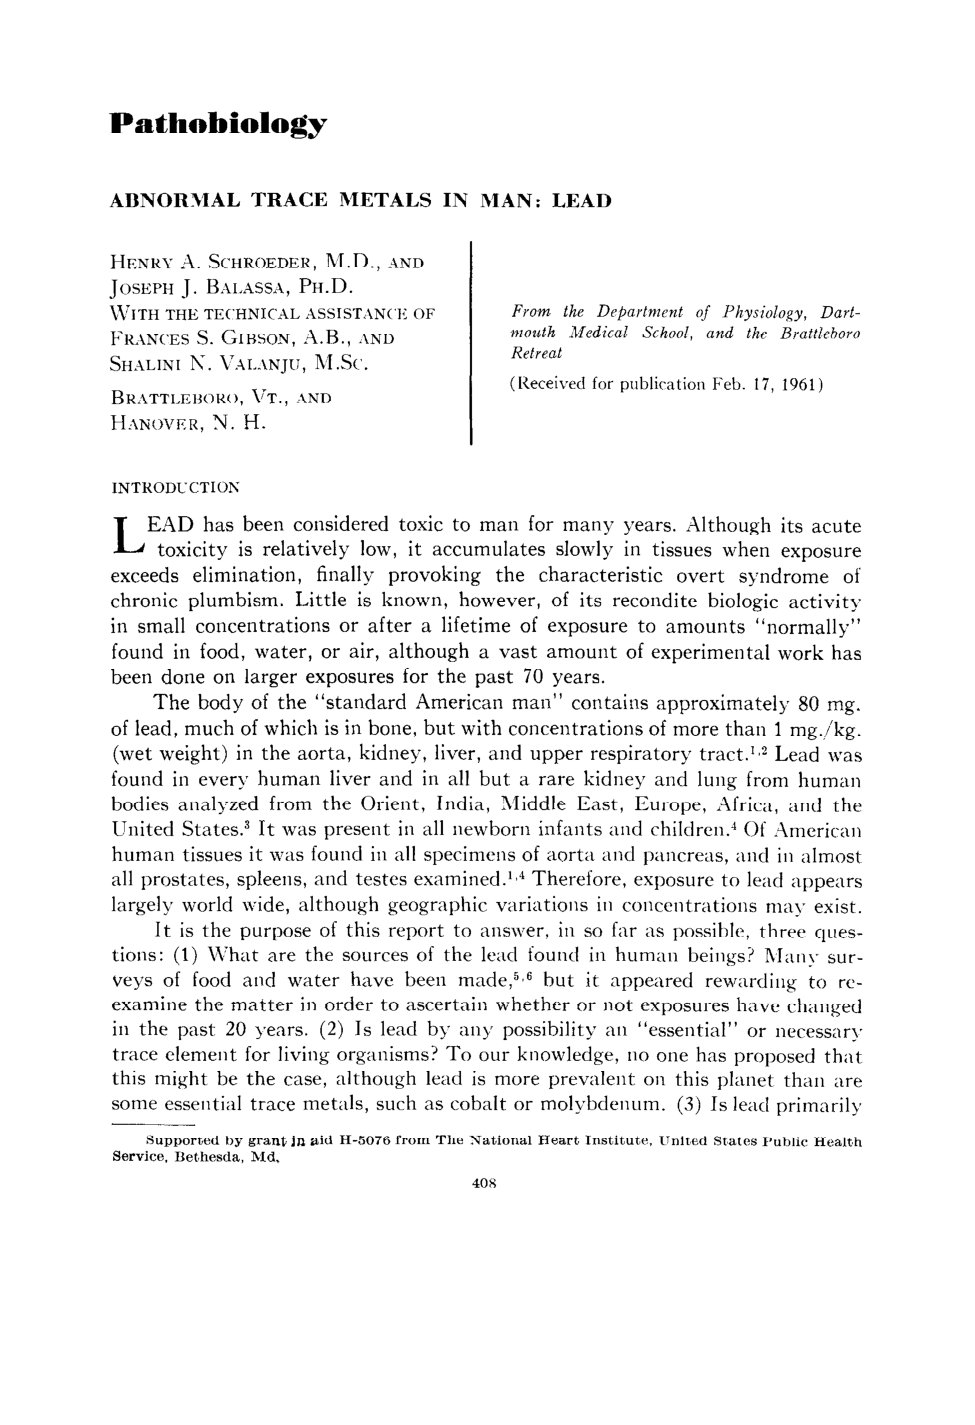 Pathobiology
ABNORMAL TRACE METALS IN MAN: LEAD
HENRY A. SCHROEDER, M.D., AND
JOSEPH J. BALASSA, PH.D.
WITH THE TECHNICAL ASSISTANCE OF
FRANCES S. GIBSON, A.B., AND
SHALINI N. VALANJU, M.SC.
BRATTLEBORO, VT., AND
HANOVER, N. H.
From the Department of Physiology, Dart-
mouth Medical School, and the Brattleboro
Retreat
(Received for publication Feb. 17, 1961)
INTRODUCTION
LEAD has been considered toxic to man for many years. Although its acute
toxicity is relatively low, it accumulates slowly in tissues when exposure
exceeds elimination, finally provoking the characteristic overt syndrome of
chronic plumbism. Little is known, however, of its recondite biologic activity
in small concentrations or after a lifetime of exposure to amounts "normally"
found in food, water, or air, although a vast amount of experimental work has
been done on larger exposures for the past 70 years.
The body of the "standard American man" contains approximately 80 mg.
of lead, much of which is in bone, but with concentrations of more than 1 mg./kg.
(wet weight) in the aorta, kidney, liver, and upper respiratory tract.1,2 Lead was
found in every human liver and in all but a rare kidney and lung from human
bodies analyzed from the Orient, India, Middle East, Europe, Africa, and the
United States.3 It was present in all newborn infants and children.4 Of American
human tissues it was found in all specimens of aorta and pancreas, and in almost
all prostates, spleens, and testes examined.1,4 Therefore, exposure to lead appears
largely world wide, although geographic variations in concentrations may exist.
It is the purpose of this report to answer, in so far as possible, three ques-
tions: (1) What are the sources of the lead found in human beings? Many sur-
veys of food and water have been made,5,6 but it appeared rewarding to re-
examine the matter in order to ascertain whether or not exposures have changed
in the past 20 years. (2) Is lead by any possibility an "essential" or necessary
trace element for living organisms? To our knowledge, no one has proposed that
this might be the case, although lead is more prevalent on this planet than are
some essential trace metals, such as cobalt or molybdenum. (3) Is lead primarily
Supported by grant in aid H-5076 from The National Heart Institute, United States Public Health
Service, Bethesda, Md.
408